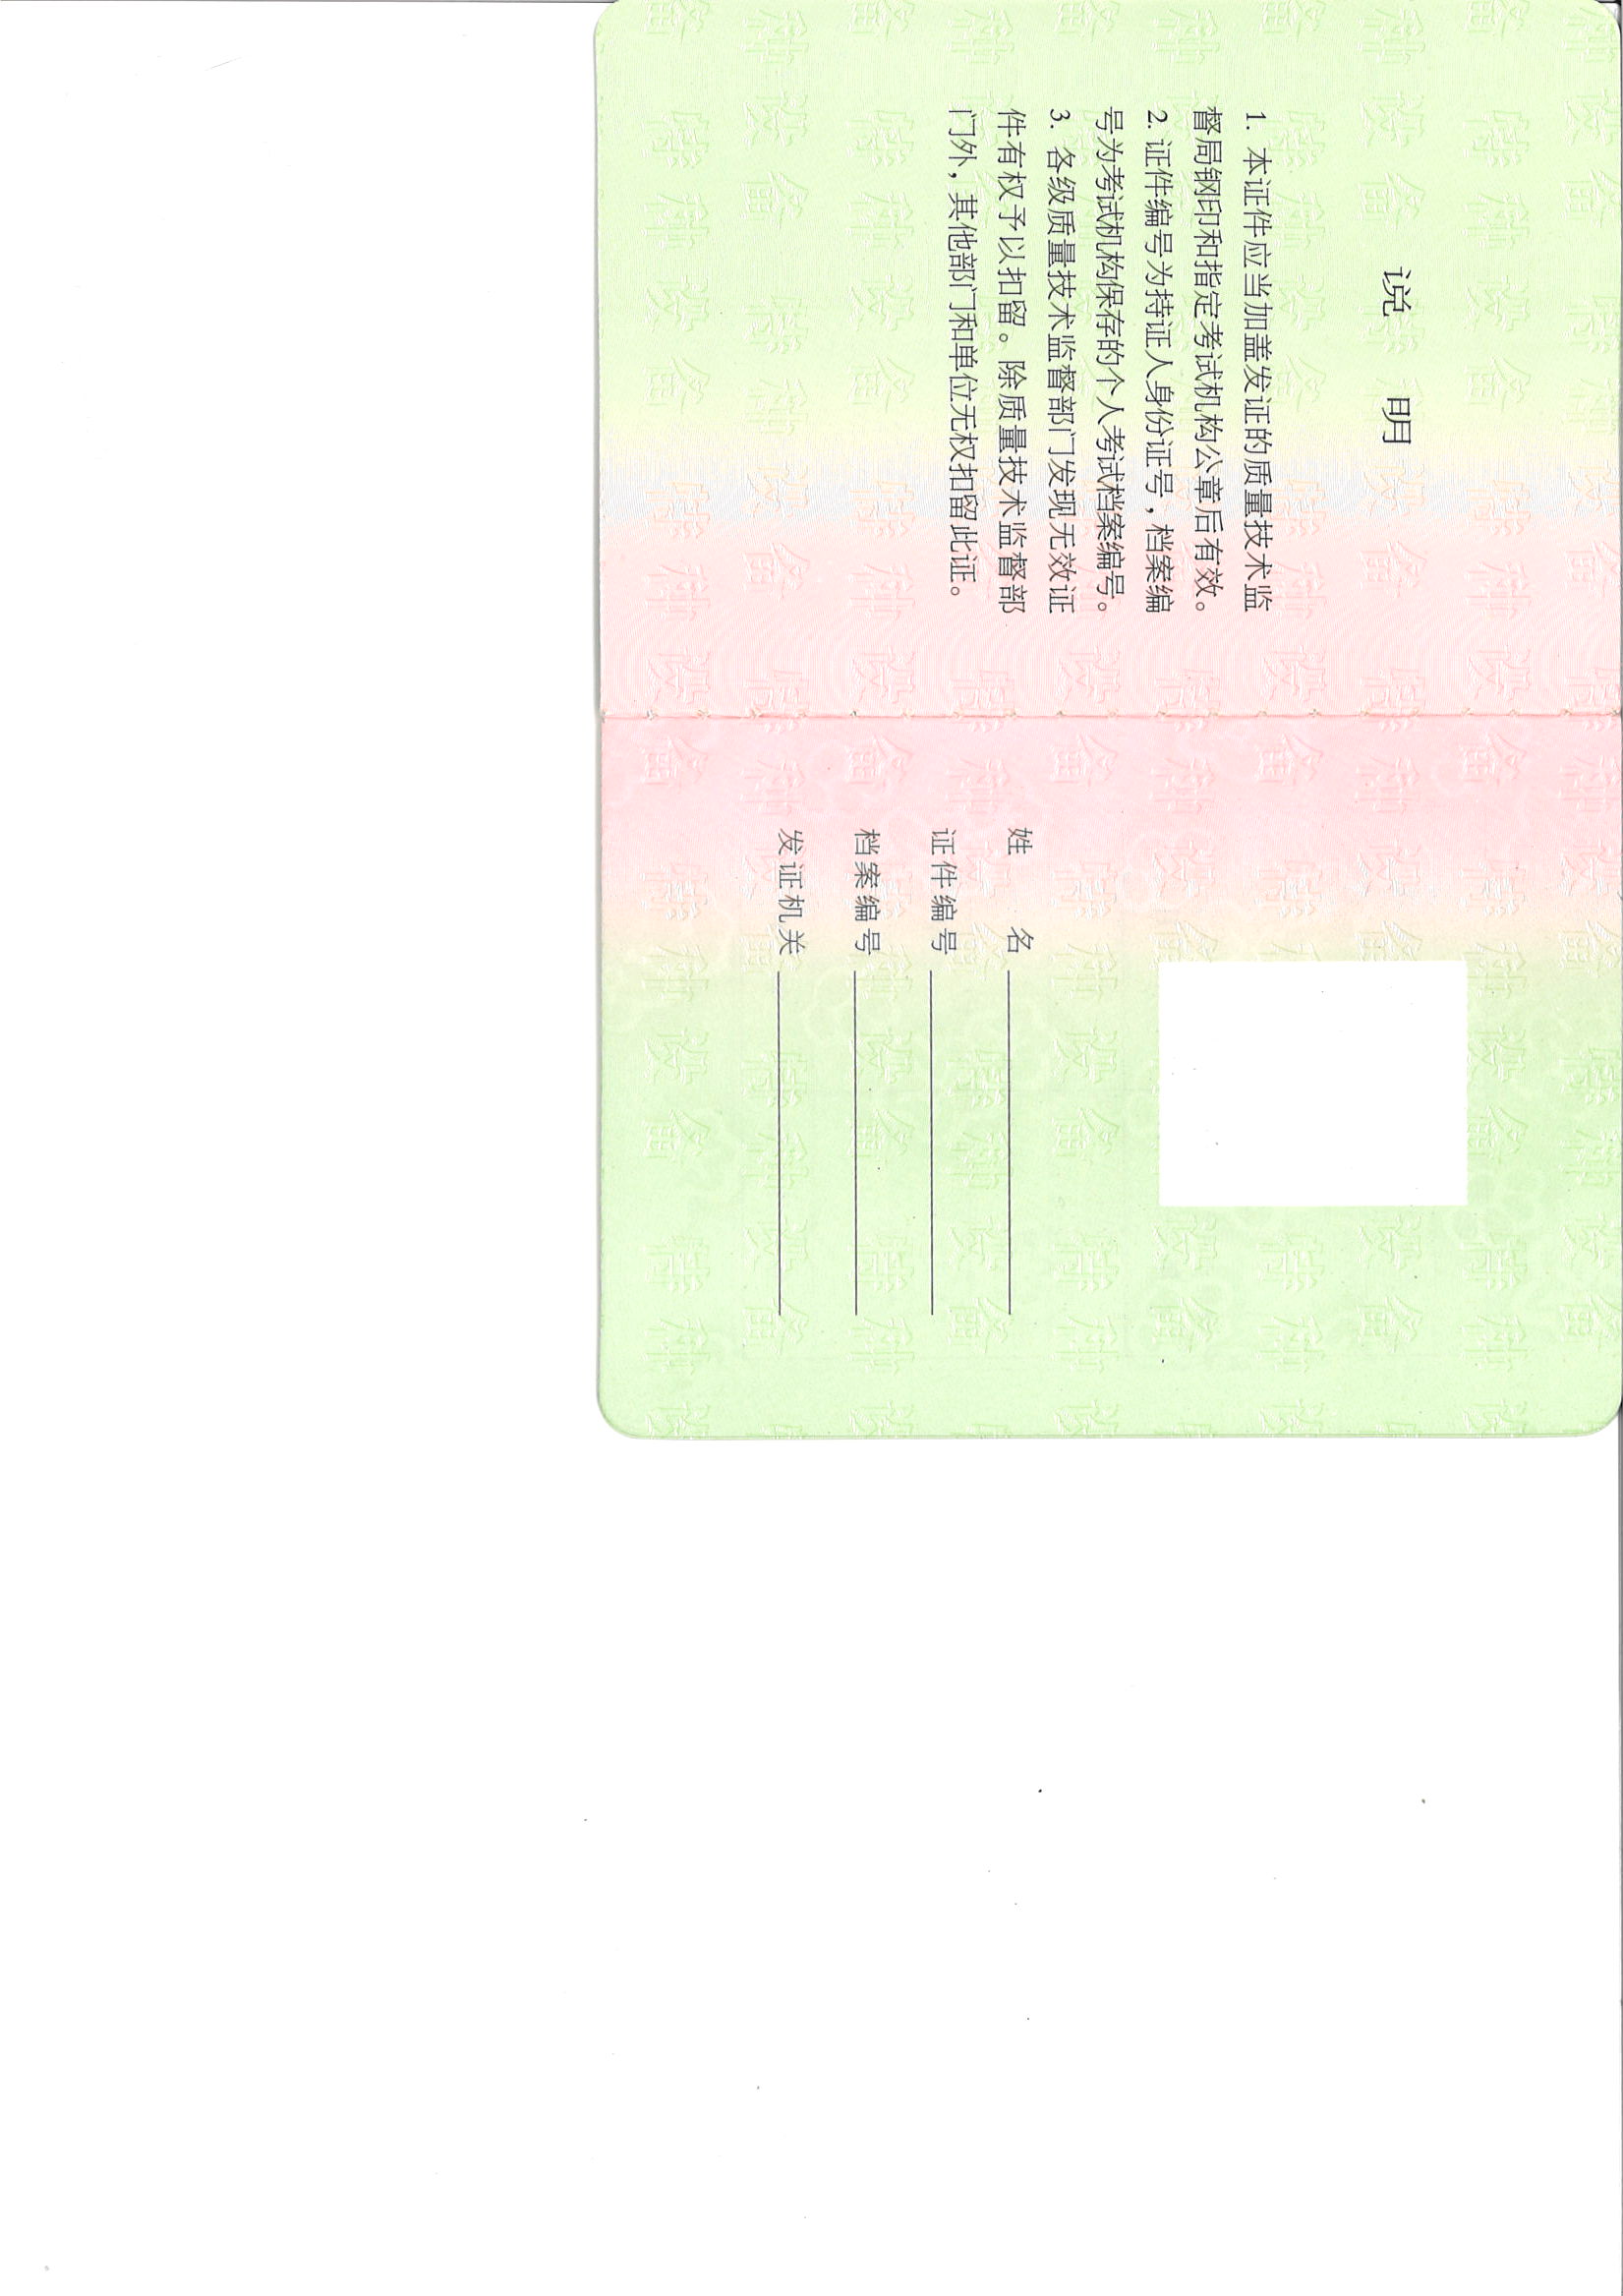 说 明
1. 本证件应当加盖发证的质量技术监
督局钢印和指定考试机构公章后有效。
2. 证件编号为持证人身份证号,档案编
号为考试机构保存的个人考试档案编号。
3. 各级质量技术监督部门发现无效证
件有权予以扣留。除质量技术监督部
门外,其他部门和单位无权扣留此证。
姓 名
证件编号
档案编号
发证机关